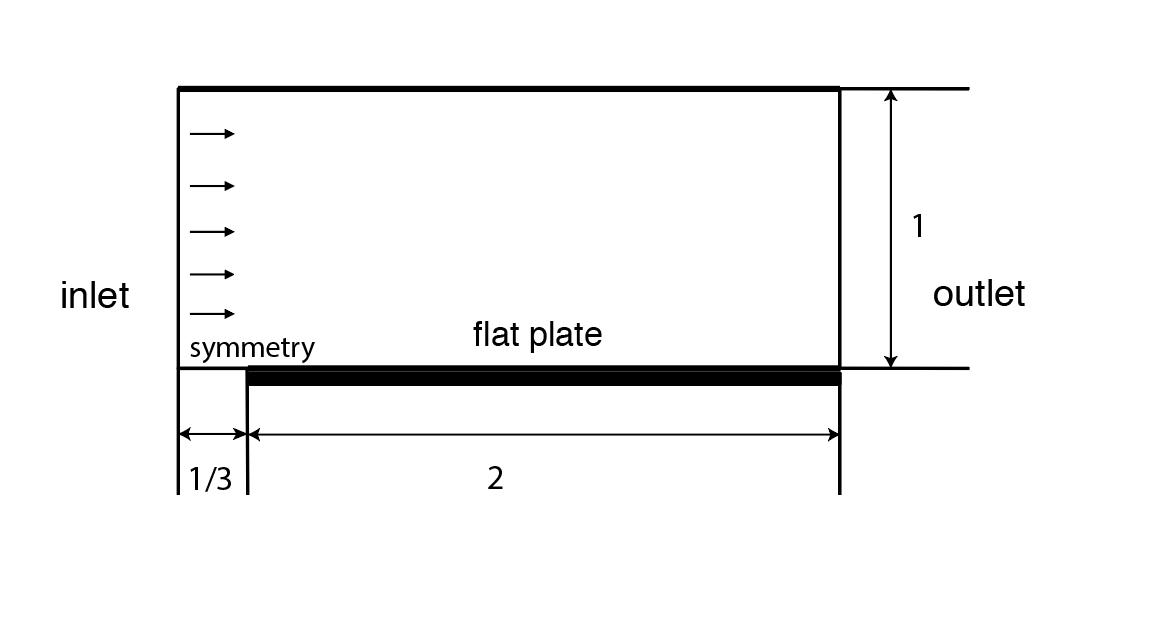 1
inlet
outlet
flat plate
symmetry
1/3
2